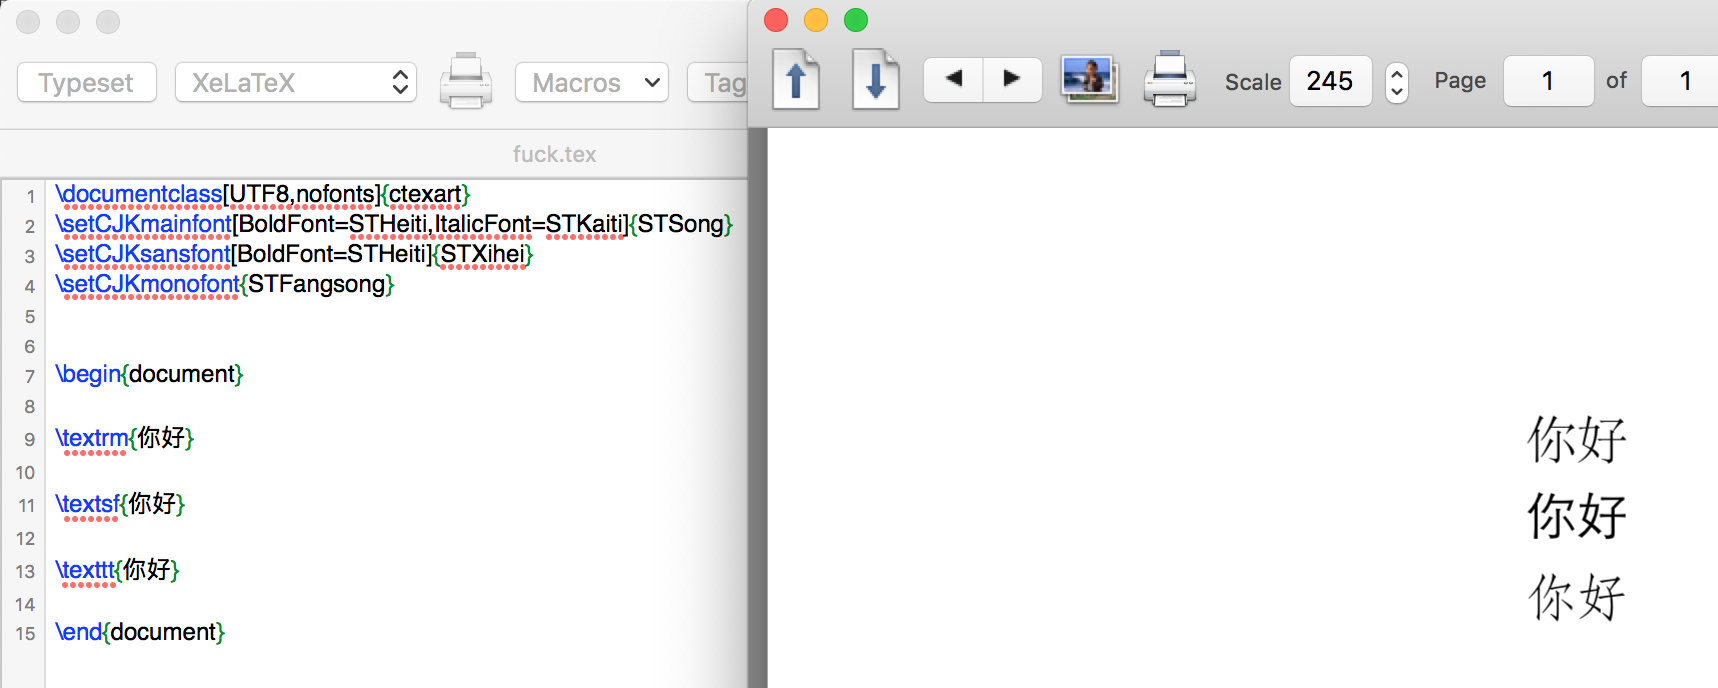 Typeset
XeLaTeX
Macros
Tag
Scale
245
Page
1
of
1
fuck.tex
1 \documentclass[UTF8,nofonts]{ctexart}
2 \setCJKmainfont[BoldFont=STHeiti,ItalicFont=STKaiti]{STSong}
3 \setCJKsansfont[BoldFont=STHeiti]{STXihei}
4 \setCJKmonofont{STFangsong}
5
6
7 \begin{document}
8
9 \textrm{你好}
10
11 \textsf{你好}
12
13 \texttt{你好}
14
15 \end{document}
你好
你好
你好